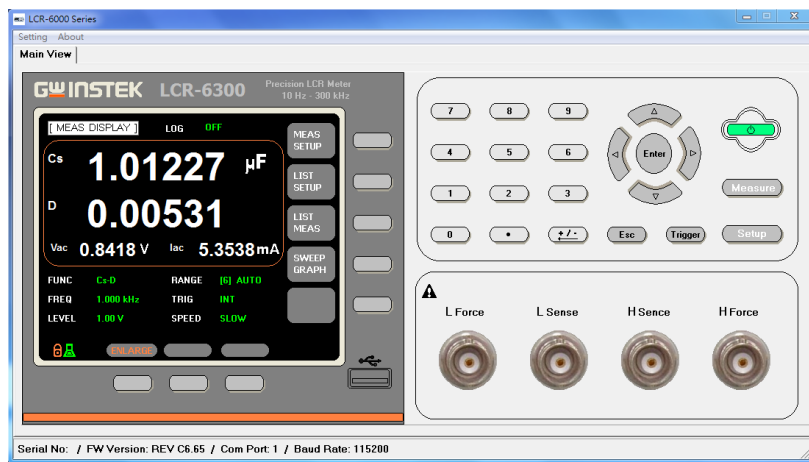 LCR-6000 Series
Setting About
Main View
GWINSTEK LCR-6300 Precision LCR Meter
10 Hz - 300 kHz
[ MEAS DISPLAY ] LOG OFF
MEAS SETUP
Cs 1.01227 µF
LIST SETUP
D 0.00531
LIST MEAS
Vac 0.8418 V Iac 5.3538 mA
SWEEP GRAPH
FUNC Cs-D RANGE [6] AUTO
FREQ 1.000 kHz TRIG INT
LEVEL 1.00 V SPEED SLOW
ENLARGE
7 8 9
4 5 6 Enter
1 2 3 Measure
0 • +/- Esc Trigger Setup
L Force L Sense H Sence H Force
Serial No: / FW Version: REV C6.65 / Com Port: 1 / Baud Rate: 115200